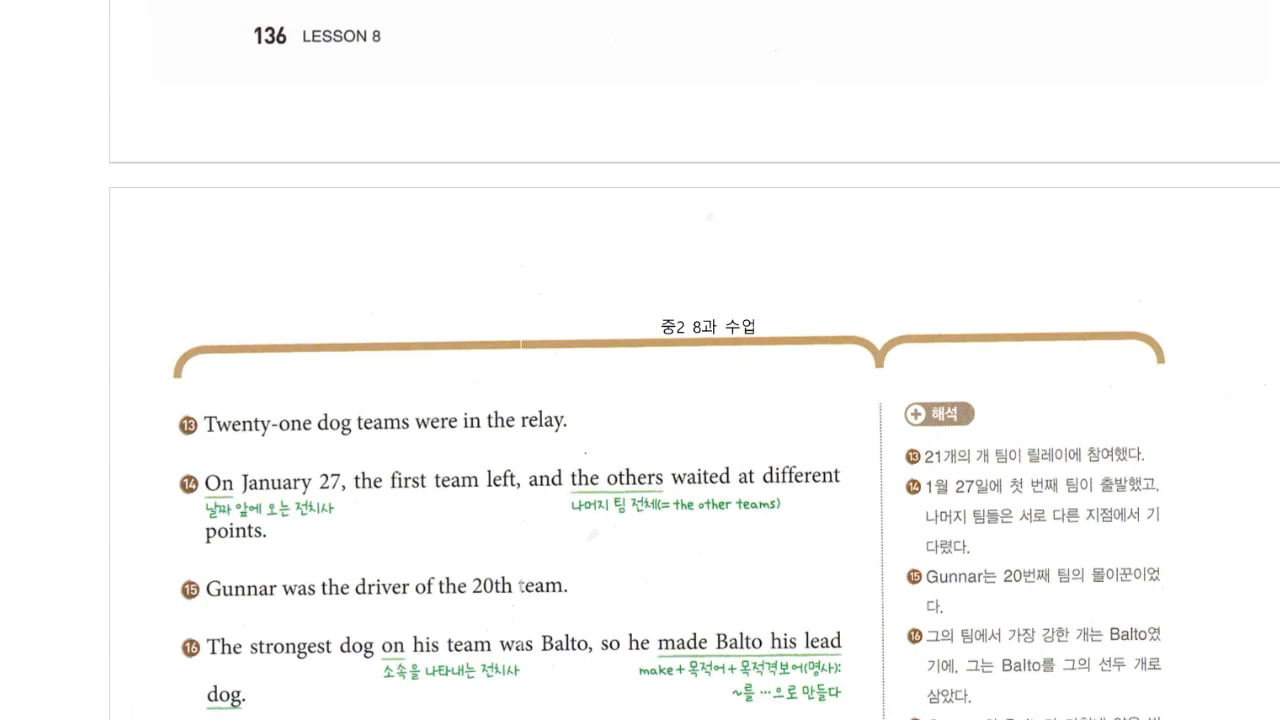 136 LESSON 8
중2 8과 수업
13 Twenty-one dog teams were in the relay.
14 On January 27, the first team left, and the others waited at different
날짜 앞에 오는 전치사 나머지 팀 전체(= the other teams)
points.
15 Gunnar was the driver of the 20th team.
16 The strongest dog on his team was Balto, so he made Balto his lead
소속을 나타내는 전치사 make+목적어+목적격보어(명사):
~를 …으로 만들다
dog.
해석
13 21개의 개 팀이 릴레이에 참여했다.
14 1월 27일에 첫 번째 팀이 출발했고,
나머지 팀들은 서로 다른 지점에서 기
다렸다.
15 Gunnar는 20번째 팀의 몰이꾼이었
다.
16 그의 팀에서 가장 강한 개는 Balto였
기에, 그는 Balto를 그의 선두 개로
삼았다.